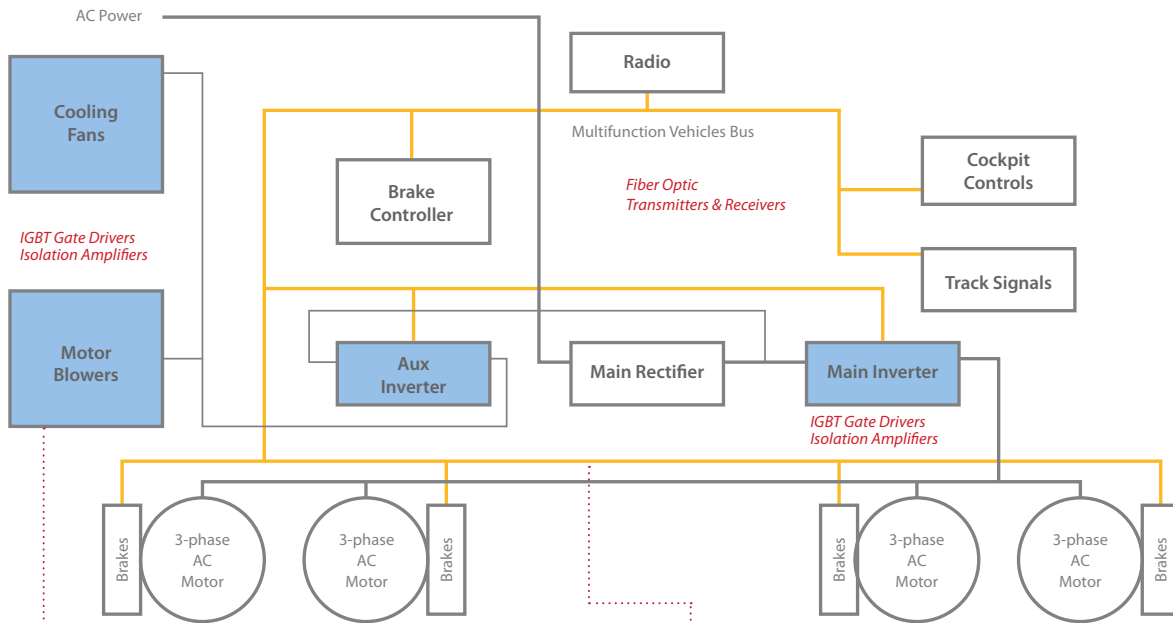 AC Power
Radio
Cooling
Fans
Multifunction Vehicles Bus
Cockpit
Controls
Brake
Controller
Fiber Optic
Transmitters & Receivers
IGBT Gate Drivers
Isolation Amplifiers
Track Signals
Motor
Blowers
Aux
Inverter
Main Rectifier
Main Inverter
IGBT Gate Drivers
Isolation Amplifiers
Brakes
3-phase
AC
Motor
3-phase
AC
Motor
Brakes
Brakes
3-phase
AC
Motor
3-phase
AC
Motor
Brakes